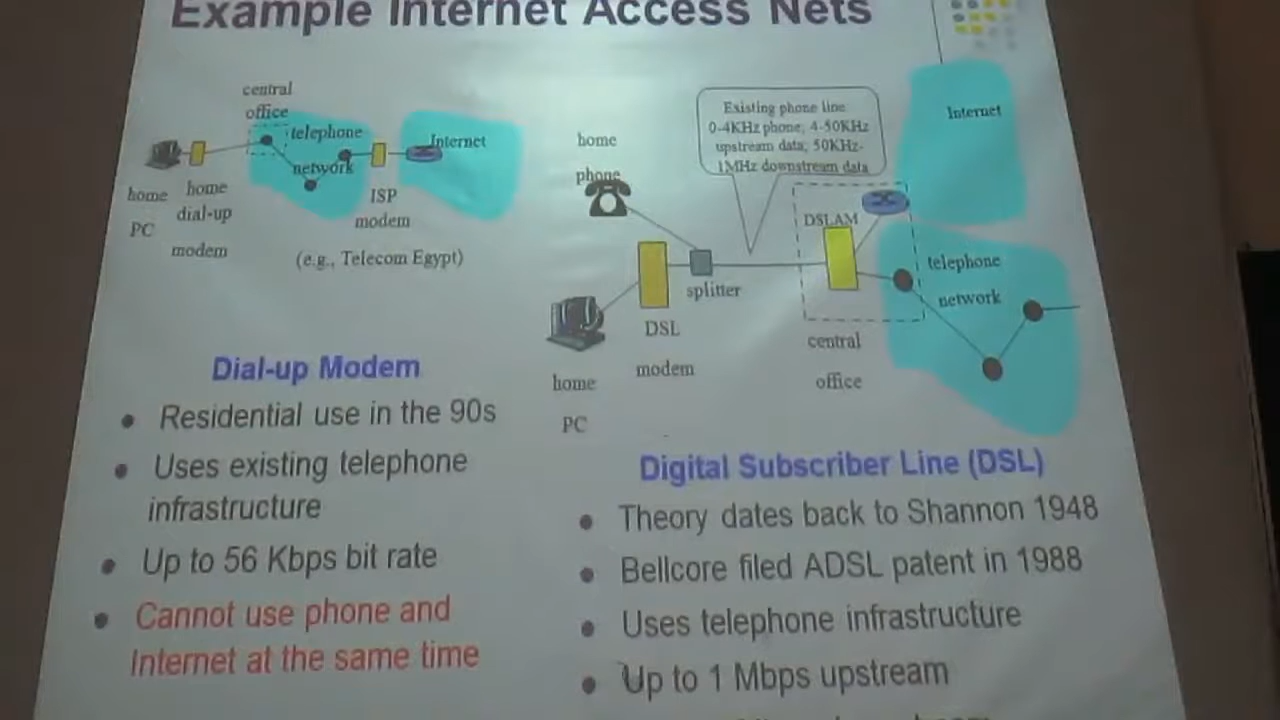 Example Internet Access Nets
central
office
telephone
network
Internet
home
PC
home
dial-up
modem
ISP
modem
(e.g., Telecom Egypt)
Dial-up Modem
Residential use in the 90s
Uses existing telephone
infrastructure
Up to 56 Kbps bit rate
Cannot use phone and
Internet at the same time
Existing phone line
0-4KHz phone; 4-50KHz
upstream data; 50KHz-
1MHz downstream data
Internet
home
phone
DSLAM
telephone
network
splitter
DSL
modem
home
PC
central
office
Digital Subscriber Line (DSL)
Theory dates back to Shannon 1948
Bellcore filed ADSL patent in 1988
Uses telephone infrastructure
Up to 1 Mbps upstream